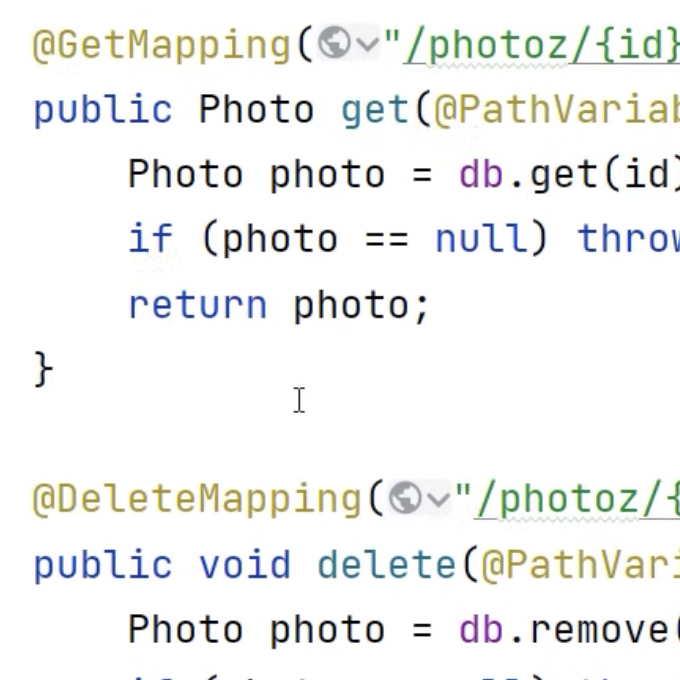 @GetMapping("/photoz/{id}
public Photo get(@PathVariab
Photo photo = db.get(id)
if (photo == null) throw
return photo;
}
@DeleteMapping("/photoz/{
public void delete(@PathVari
Photo photo = db.remove(